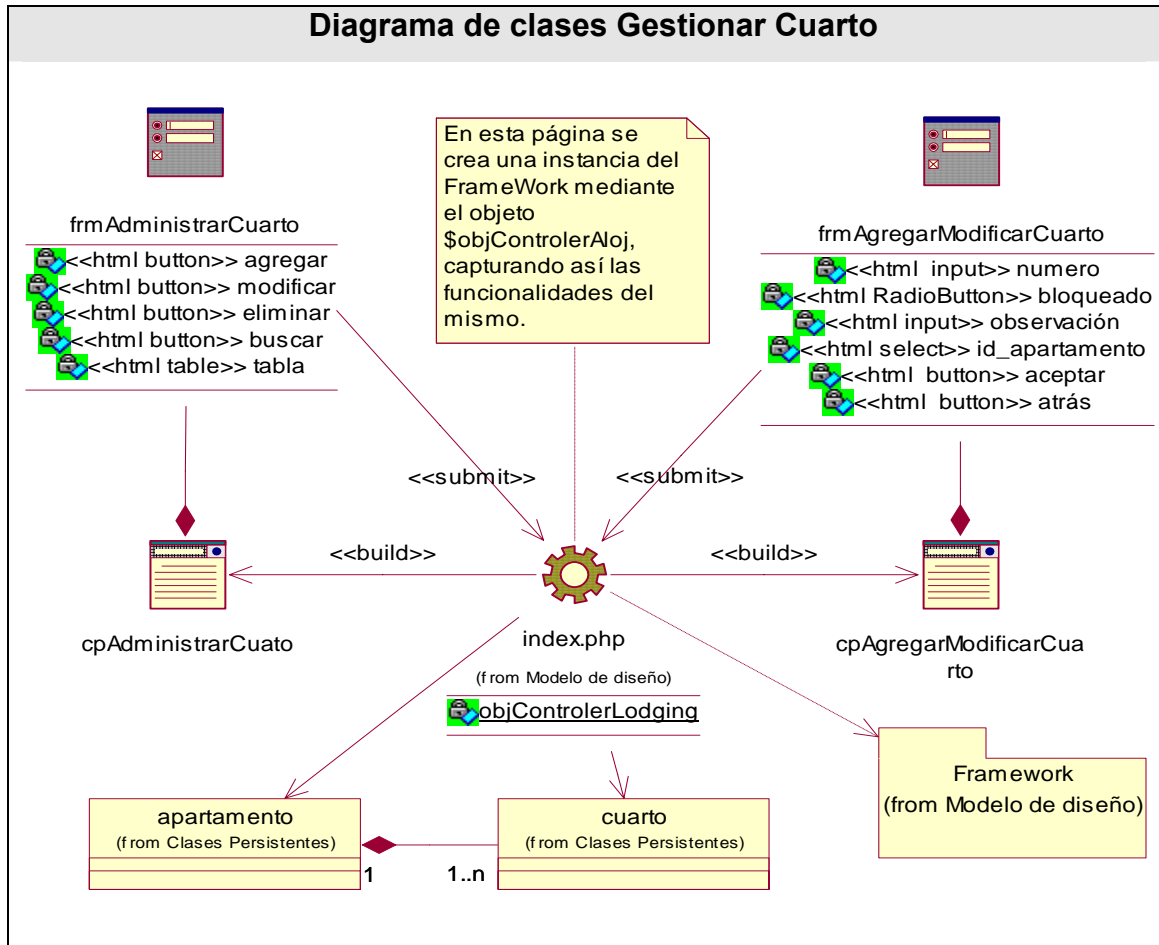 Diagrama de clases Gestionar Cuarto
frmAdministrarCuarto
<<html button>> agregar
<<html button>> modificar
<<html button>> eliminar
<<html button>> buscar
<<html table>> tabla
En esta página se
crea una instancia del
FrameWork mediante
el objeto
$objControlerAloj,
capturando así las
funcionalidades del
mismo.
frmAgregarModificarCuarto
<<html input>> numero
<<html RadioButton>> bloqueado
<<html input>> observación
<<html select>> id_apartamento
<<html button>> aceptar
<<html button>> atrás
<<submit>>
<<submit>>
<<build>>
<<build>>
cpAdministrarCuato
index.php
(from Modelo de diseño)
objControlerLodging
cpAgregarModificarCua
rto
apartamento
(from Clases Persistentes)
1
1..n
cuarto
(from Clases Persistentes)
Framework
(from Modelo de diseño)